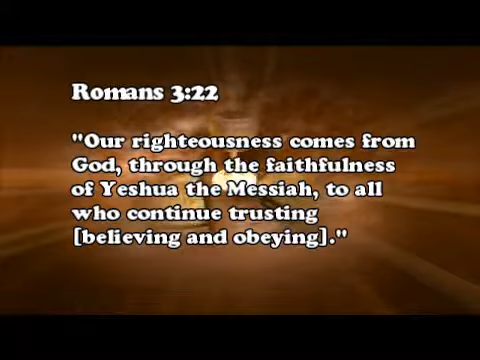 Romans 3:22
"Our righteousness comes from
God, through the faithfulness
of Yeshua the Messiah, to all
who continue trusting
[believing and obeying]."